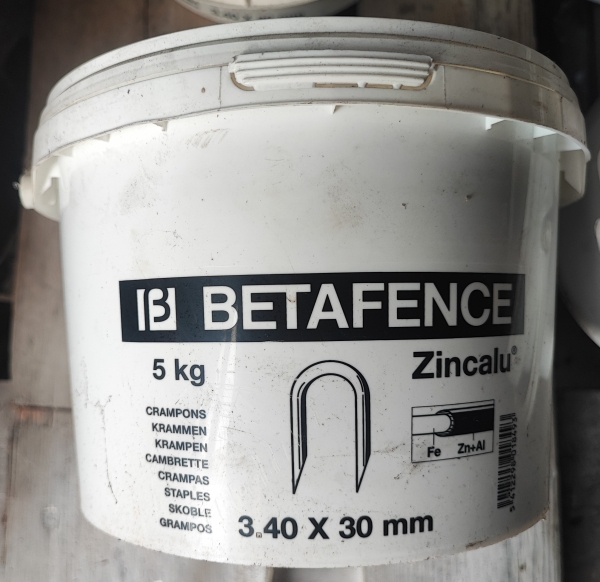 BETAFENCE
5 kg
Zincalu®
CRAMPONS
KRAMMEN
KRAMPEN
CAMBRETTE
CRAMPAS
STAPLES
SKOBLE
GRAMPOS
Fe Zn+Al
3.40 X 30 mm